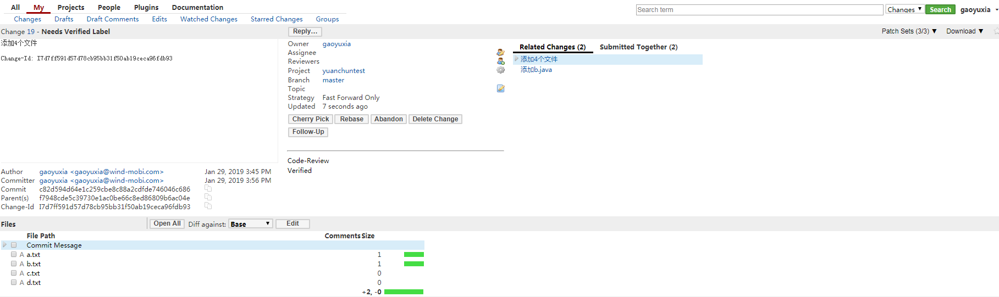 All My Projects People Plugins Documentation
Search term Changes ▼ Search gaoyuxia
Changes Drafts Draft Comments Edits Watched Changes Starred Changes Groups
Change 19 - Needs Verified Label Reply... Patch Sets (3/3) ▼ Download ▼
添加4个文件
Change-Id: I7d7ff591d57d78cb95bb31f50ab19ceca96fdb93
Owner gaoyuxia
Assignee
Reviewers
Project yuanchuntest
Branch master
Topic
Strategy Fast Forward Only
Updated 7 seconds ago
Cherry Pick Rebase Abandon Delete Change
Follow-Up
Code-Review
Verified
Related Changes (2) Submitted Together (2)
添加4个文件
添加b.java
Author gaoyuxia <gaoyuxia@wind-mobi.com> Jan 29, 2019 3:45 PM
Committer gaoyuxia <gaoyuxia@wind-mobi.com> Jan 29, 2019 3:56 PM
Commit c82d594d64e1c259cbe8c88a2cdfde746046c686
Parent(s) f7948cde5c39730e1ac0be66c8ed86809b6ac04e
Change-Id I7d7ff591d57d78cb95bb31f50ab19ceca96fdb93
Files Open All Diff against: Base ▼ Edit
File Path Comments Size
Commit Message
A a.txt 1
A b.txt 1
A c.txt 0
A d.txt 0
+2, -0